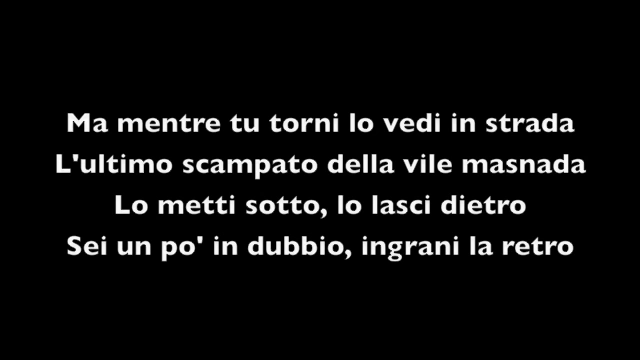 Ma mentre tu torni lo vedi in strada
L'ultimo scampato della vile masnada
Lo metti sotto, lo lasci dietro
Sei un po' in dubbio, ingrani la retro